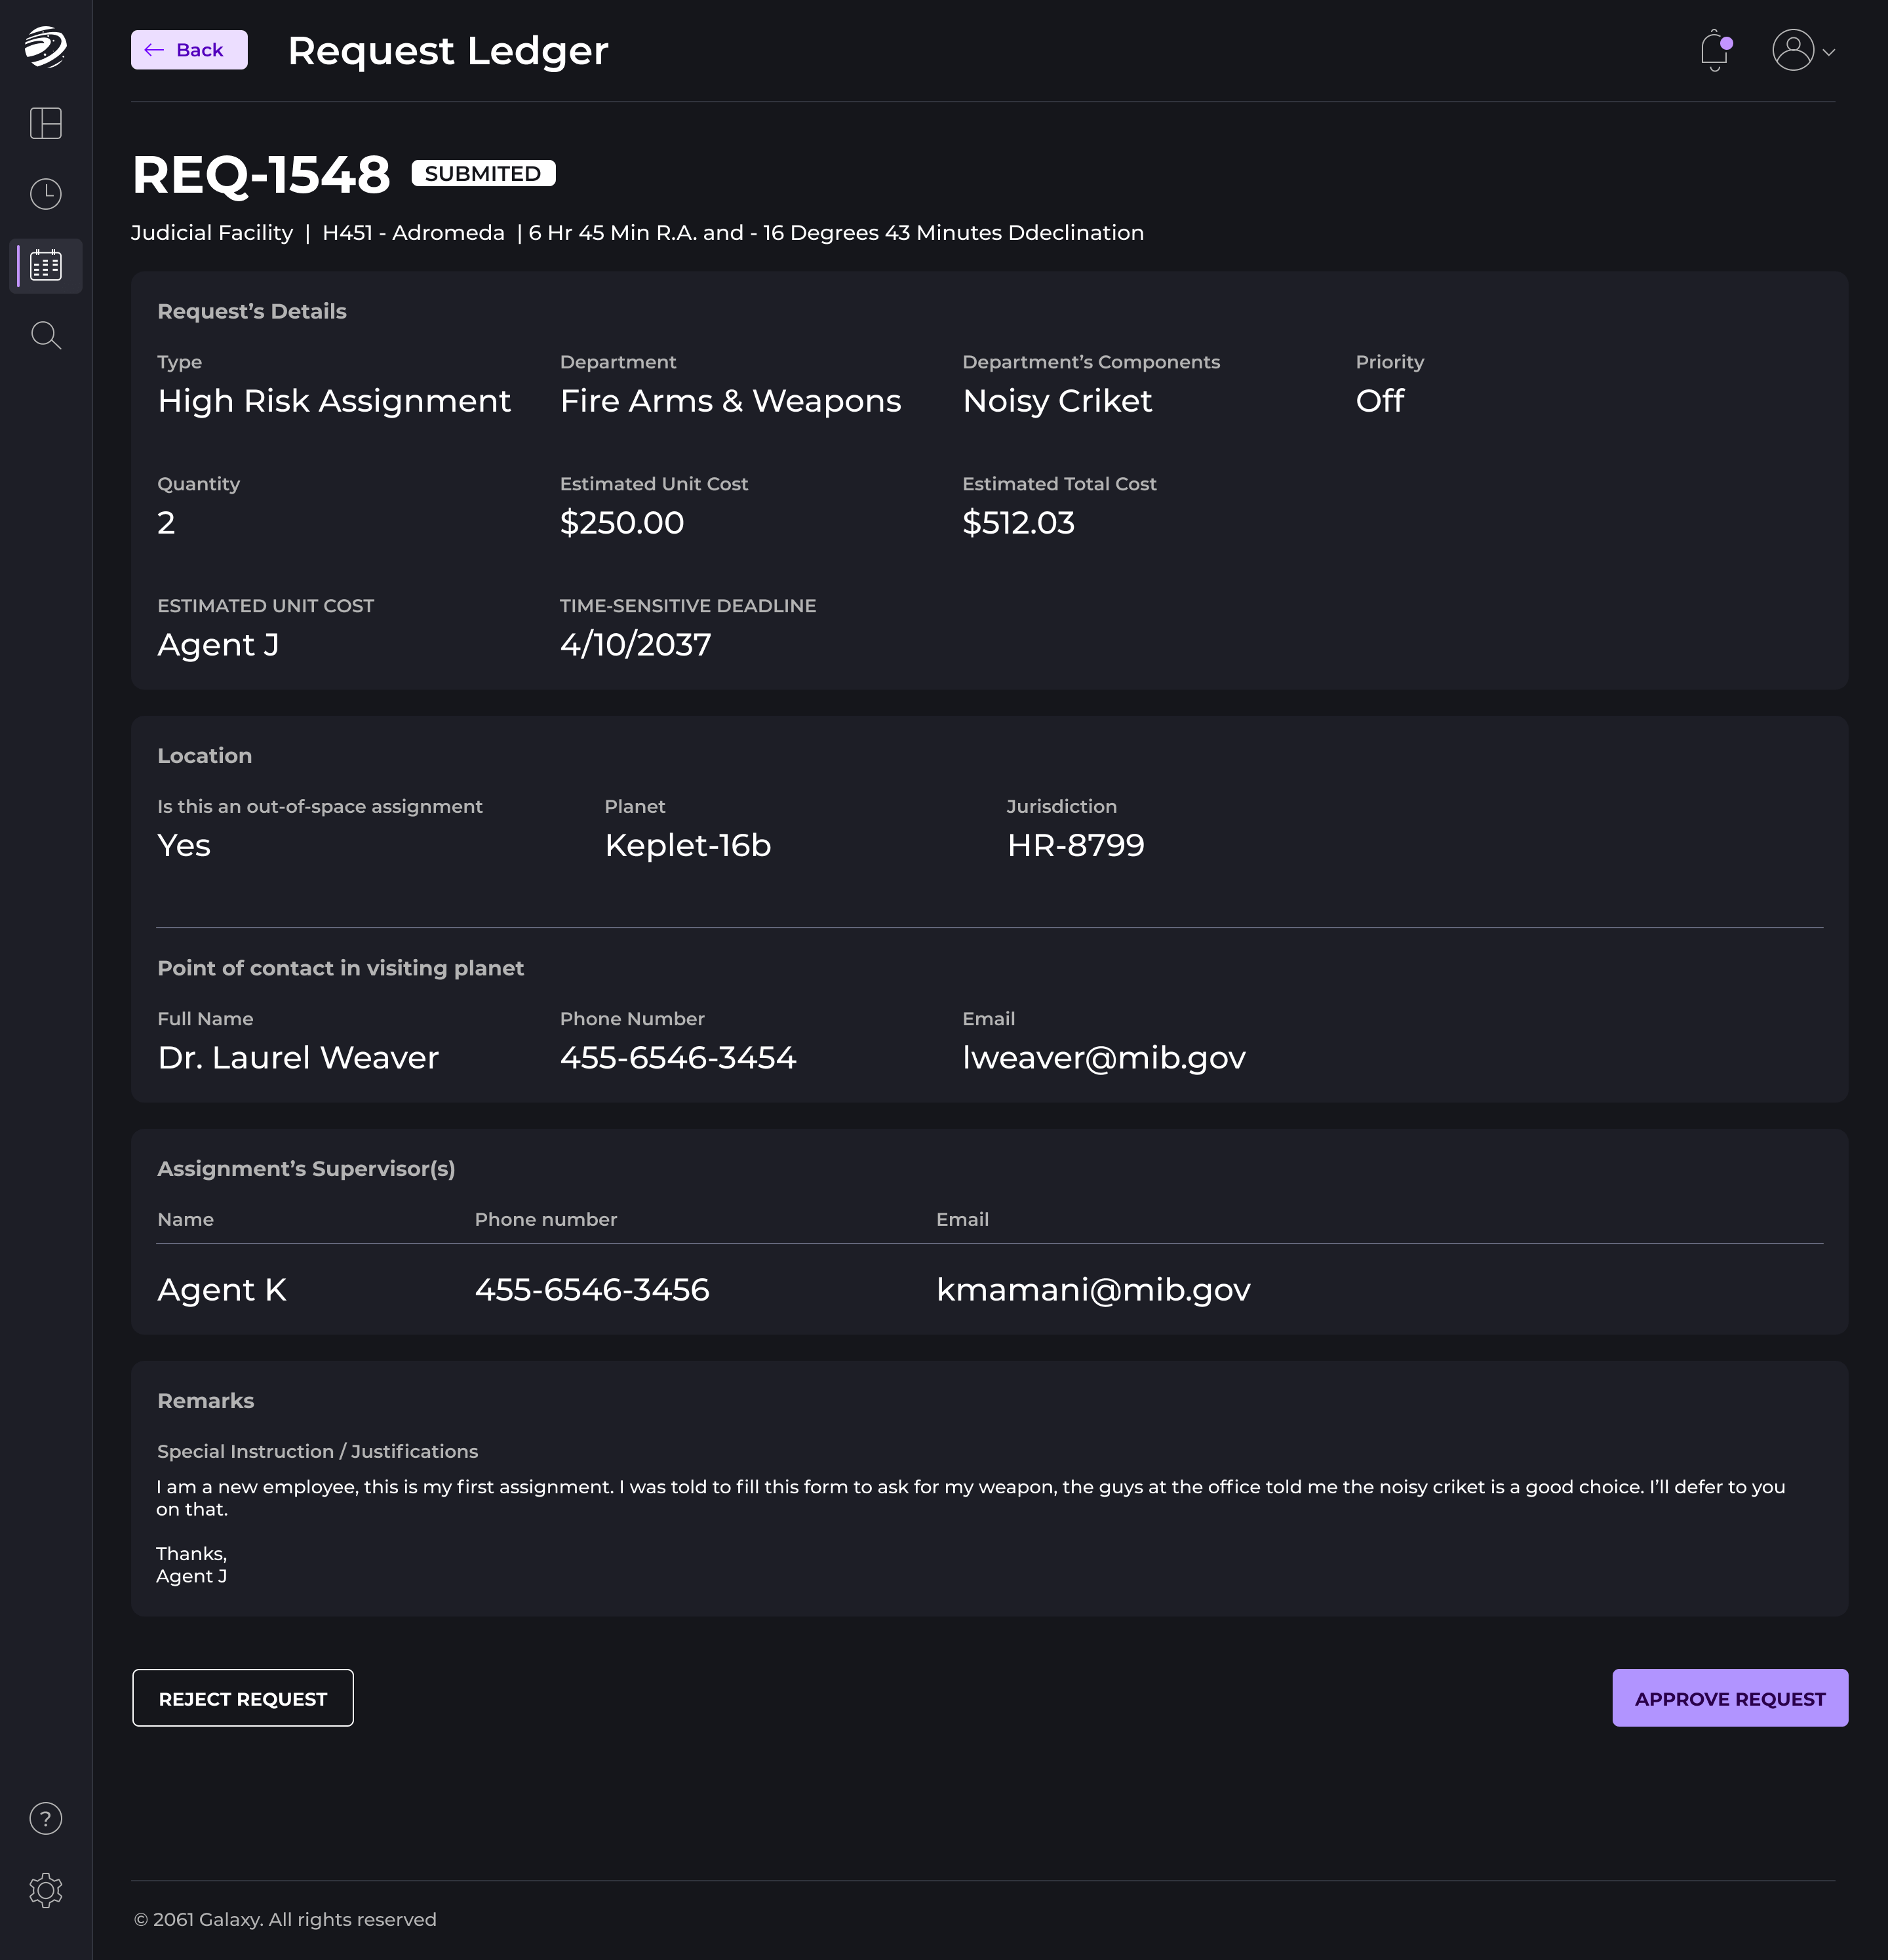 Back
Request Ledger
REQ-1548 SUBMITED
Judicial Facility | H451 - Adromeda | 6 Hr 45 Min R.A. and - 16 Degrees 43 Minutes Ddeclination
Request’s Details
Type Department Department’s Components Priority
High Risk Assignment Fire Arms & Weapons Noisy Criket Off
Quantity Estimated Unit Cost Estimated Total Cost
2 $250.00 $512.03
ESTIMATED UNIT COST TIME-SENSITIVE DEADLINE
Agent J 4/10/2037
Location
Is this an out-of-space assignment Planet Jurisdiction
Yes Keplet-16b HR-8799
Point of contact in visiting planet
Full Name Phone Number Email
Dr. Laurel Weaver 455-6546-3454 lweaver@mib.gov
Assignment’s Supervisor(s)
Name Phone number Email
Agent K 455-6546-3456 kmamani@mib.gov
Remarks
Special Instruction / Justifications
I am a new employee, this is my first assignment. I was told to fill this form to ask for my weapon, the guys at the office told me the noisy criket is a good choice. I’ll defer to you
on that.
Thanks,
Agent J
REJECT REQUEST APPROVE REQUEST
?
© 2061 Galaxy. All rights reserved